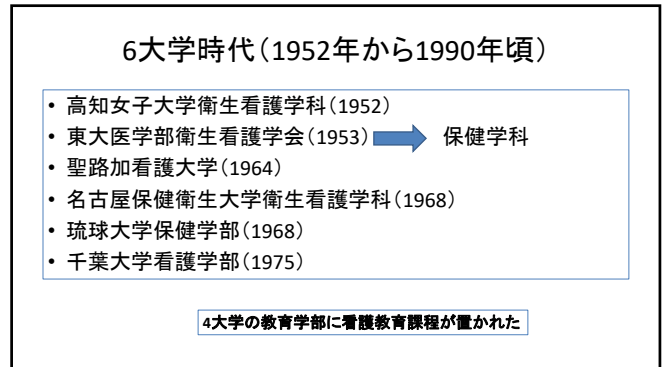 6大学時代(1952年から1990年頃)
• 高知女子大学衛生看護学科(1952)
• 東大医学部衛生看護学会(1953) 保健学科
• 聖路加看護大学(1964)
• 名古屋保健衛生大学衛生看護学科(1968)
• 琉球大学保健学部(1968)
• 千葉大学看護学部(1975)
4大学の教育学部に看護教育課程が置かれた